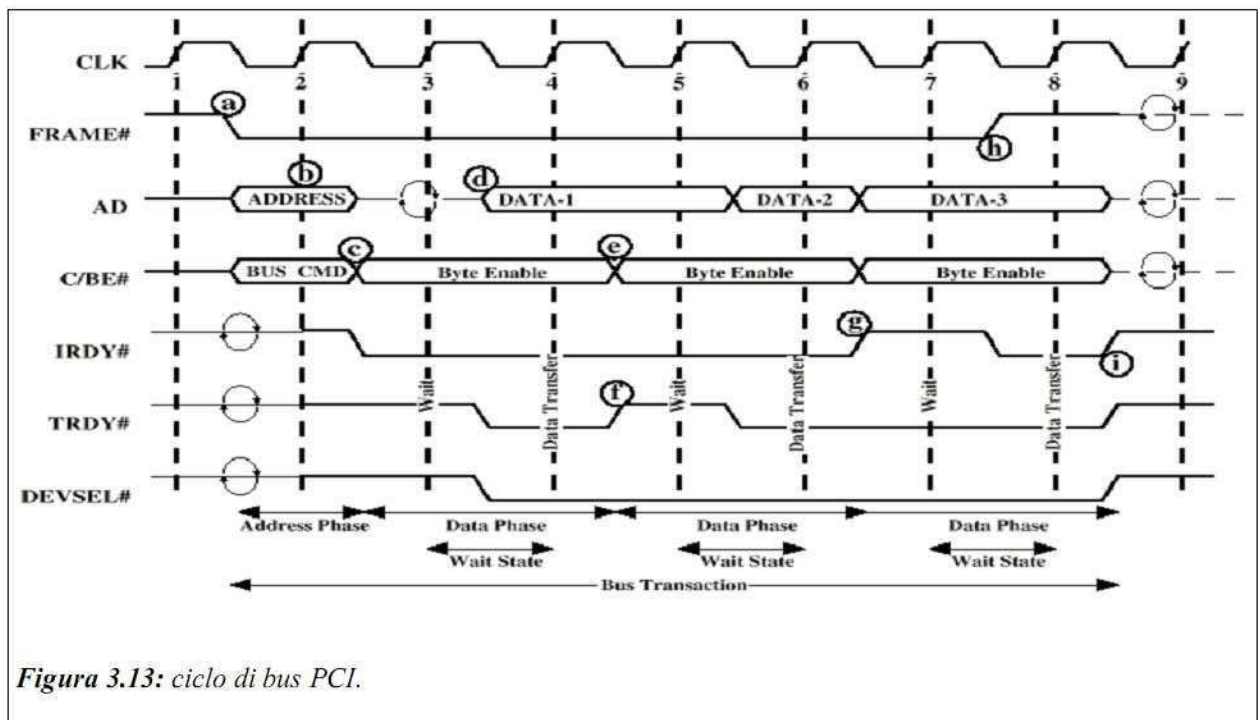 CLK
1 2 3 4 5 6 7 8 9
a
FRAME#
h
b
d
AD
ADDRESS DATA-1 DATA-2 DATA-3
c
e
C/BE#
BUS CMD Byte Enable Byte Enable Byte Enable
g
IRDY#
i
Wait
Data Transfer
Wait
Data Transfer
Wait
Data Transfer
f
TRDY#
DEVSEL#
Address Phase Data Phase Data Phase Data Phase
Wait State Wait State Wait State
Bus Transaction
Figura 3.13: ciclo di bus PCI.